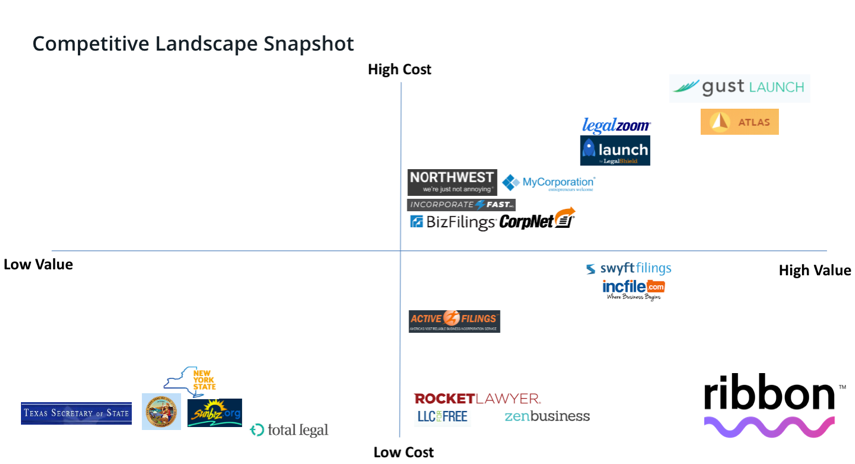 Competitive Landscape Snapshot
High Cost
gust LAUNCH
ATLAS
legalzoom
launch
by LegalShield
NORTHWEST
we're just not annoying
MyCorporation
INCORPORATE FAST
BizFilings CorpNet
Low Value
High Value
swyftfilings
incfile.com
Where Business Begins
ACTIVE FILINGS
NEW
YORK
STATE
TEXAS SECRETARY of STATE
Sunbiz.org
total legal
ROCKETLAWYER.
LLC FOR FREE
zenbusiness
ribbon™
Low Cost